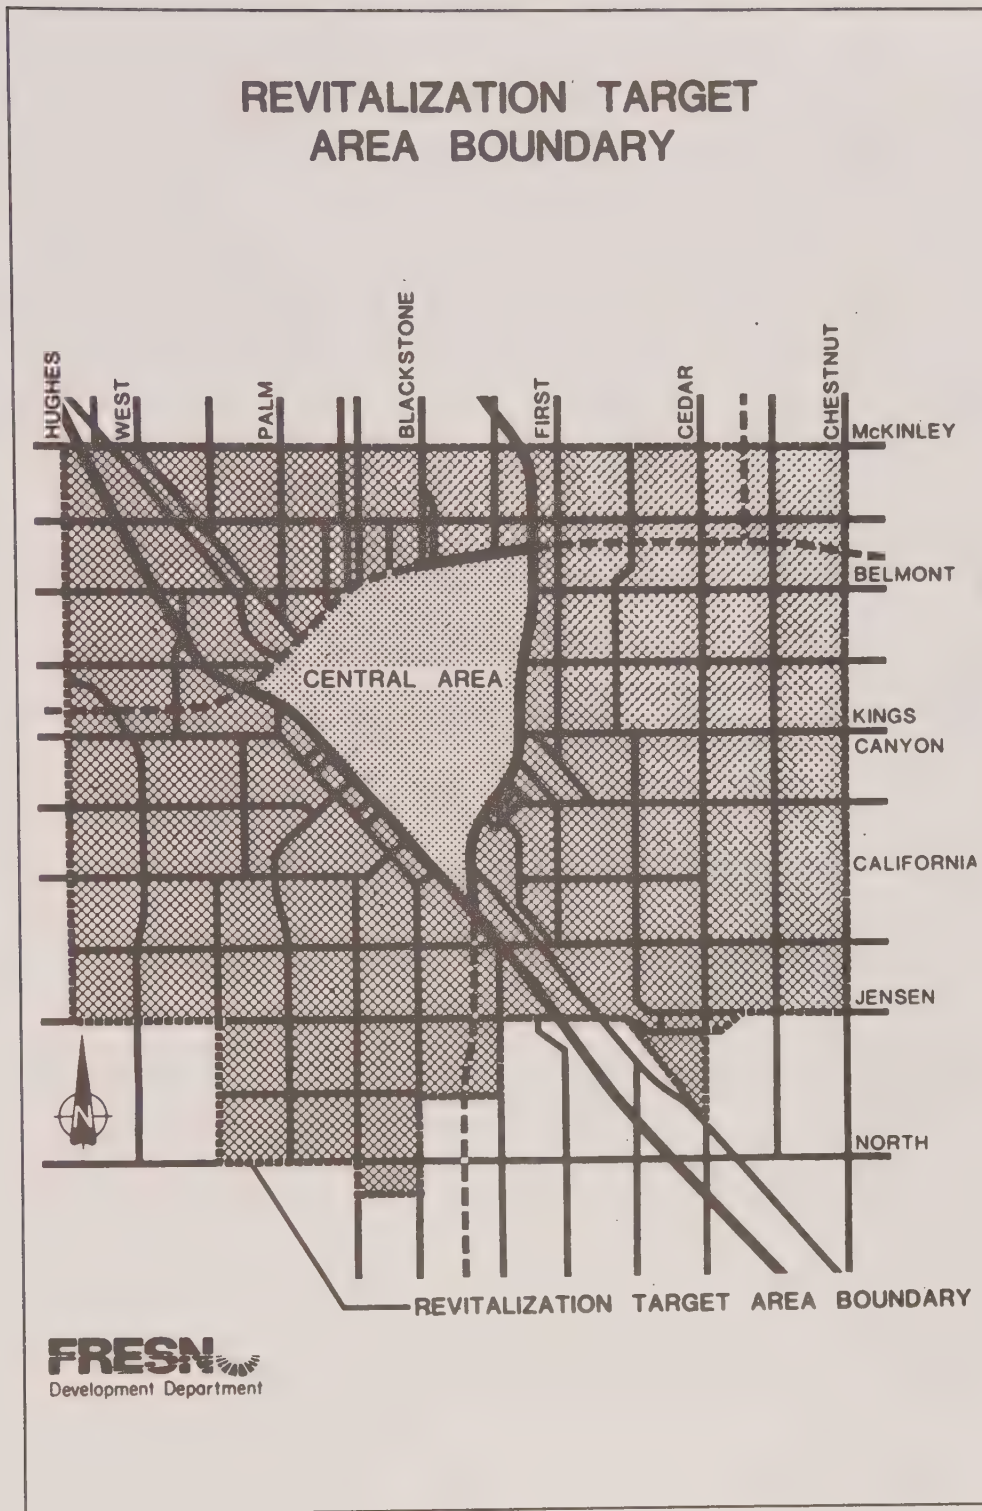 REVITALIZATION TARGET
AREA BOUNDARY
HUGHES
WEST
PALM
BLACKSTONE
FIRST
CEDAR
CHESTNUT
McKINLEY
BELMONT
CENTRAL AREA
KINGS
CANYON
CALIFORNIA
JENSEN
N
NORTH
REVITALIZATION TARGET AREA BOUNDARY
FRESN
Development Department